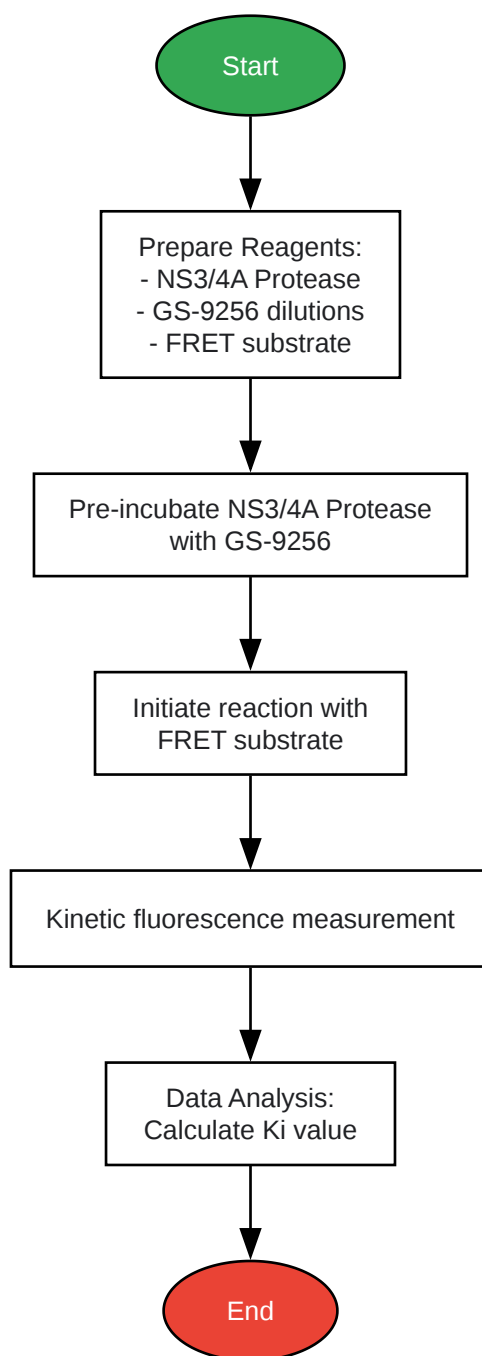 Start
Prepare Reagents:
- NS3/4A Protease
- GS-9256 dilutions
- FRET substrate
Pre-incubate NS3/4A Protease
with GS-9256
Initiate reaction with
FRET substrate
Kinetic fluorescence measurement
Data Analysis:
Calculate Ki value
End